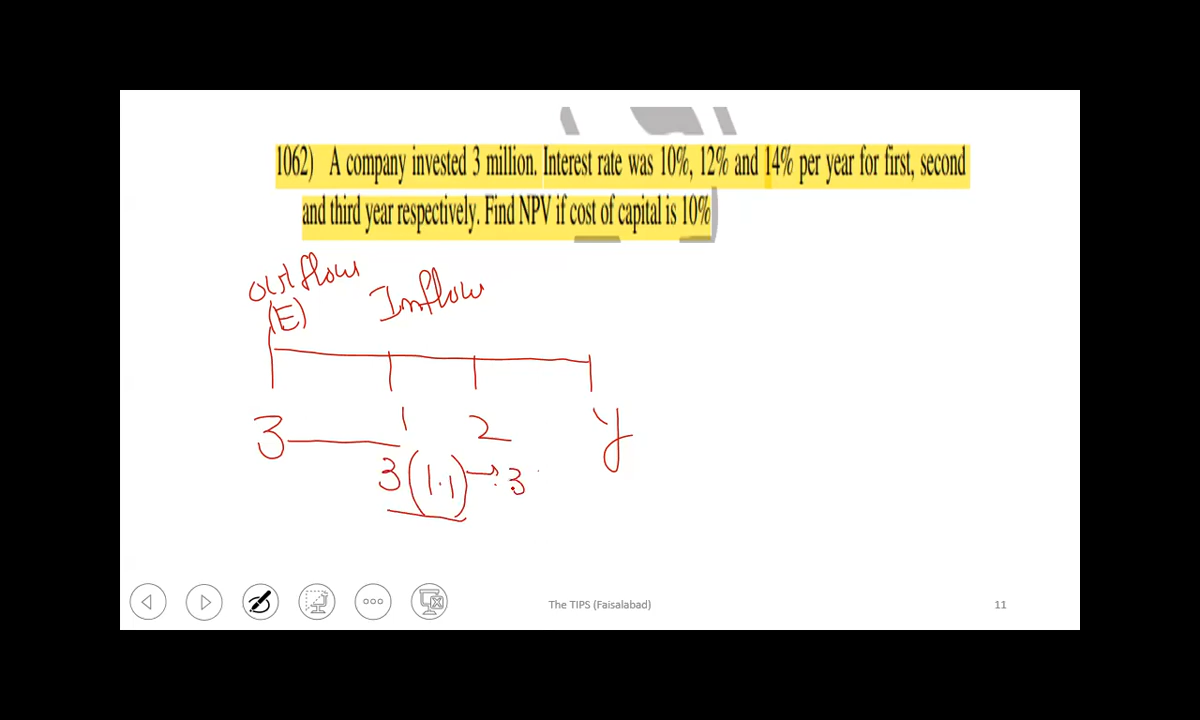 1062) A company invested 3 million. Interest rate was 10%, 12% and 14% per year for first, second
and third year respectively. Find NPV if cost of capital is 10%
outflow Inflow
(E)
3 1 2 y
3(1.1) → 3
The TIPS (Faisalabad) 11